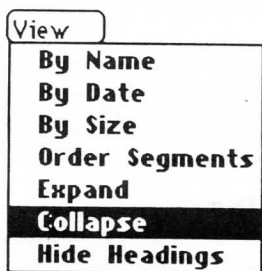 View
By Name
By Date
By Size
Order Segments
Expand
Collapse
Hide Headings